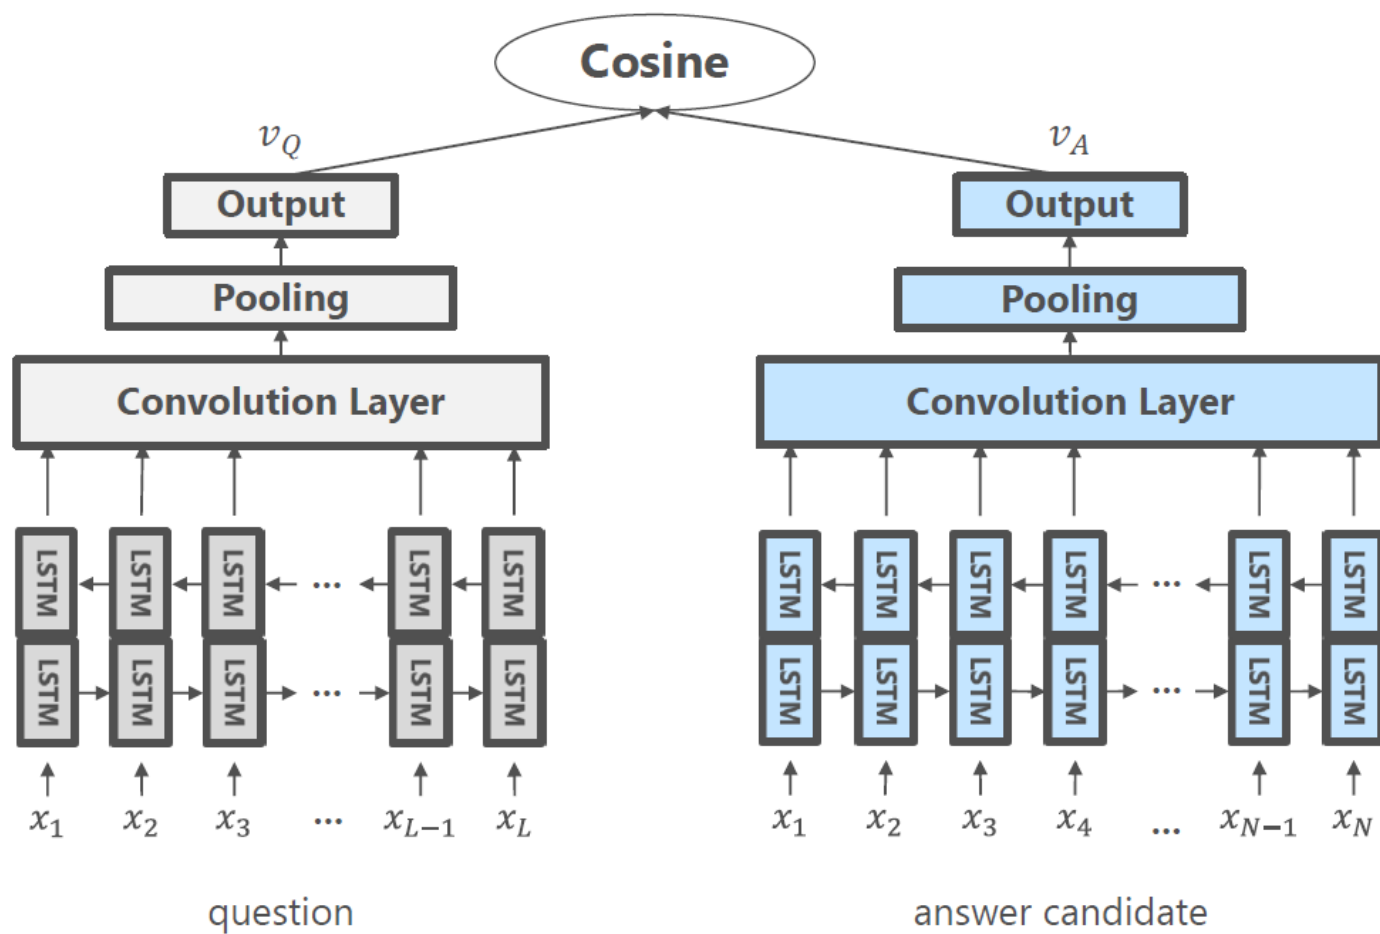 Cosine
v_Q v_A
Output Output
Pooling Pooling
Convolution Layer Convolution Layer
LSTM LSTM LSTM ... LSTM LSTM LSTM LSTM LSTM LSTM ... LSTM LSTM
LSTM LSTM LSTM ... LSTM LSTM LSTM LSTM LSTM LSTM ... LSTM LSTM
x_1 x_2 x_3 ... x_{L-1} x_L x_1 x_2 x_3 x_4 ... x_{N-1} x_N
question answer candidate